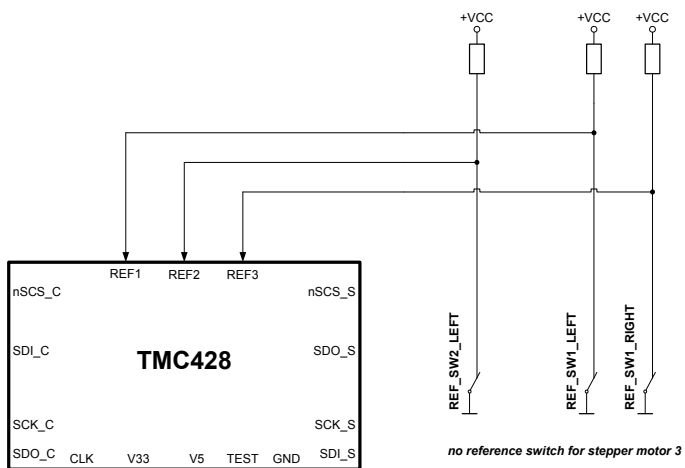 +VCC +VCC +VCC
REF1 REF2 REF3
nSCS_C nSCS_S
REF_SW2_LEFT
REF_SW1_LEFT
REF_SW1_RIGHT
SDI_C TMC428 SDO_S
SCK_C SCK_S
SDO_C CLK V33 V5 TEST GND SDI_S
no reference switch for stepper motor 3